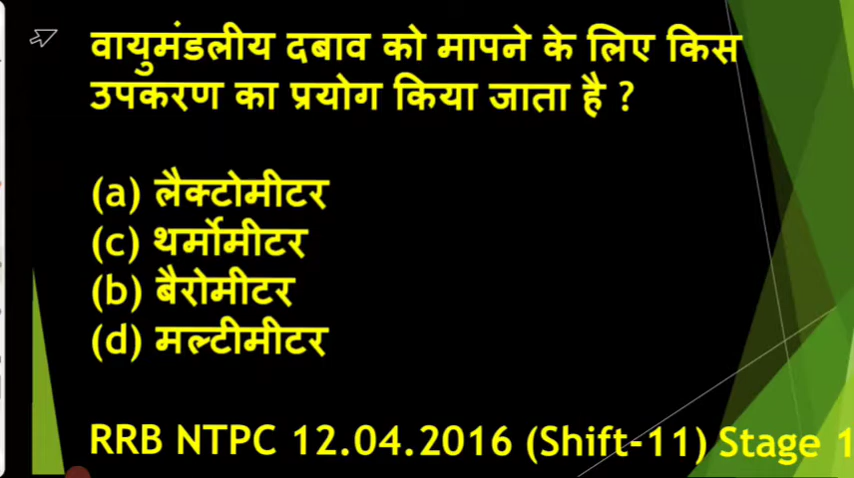 वायुमंडलीय दबाव को मापने के लिए किस
उपकरण का प्रयोग किया जाता है ?
(a) लैक्टोमीटर
(c) थर्मोमीटर
(b) बैरोमीटर
(d) मल्टीमीटर
RRB NTPC 12.04.2016 (Shift-11) Stage 1